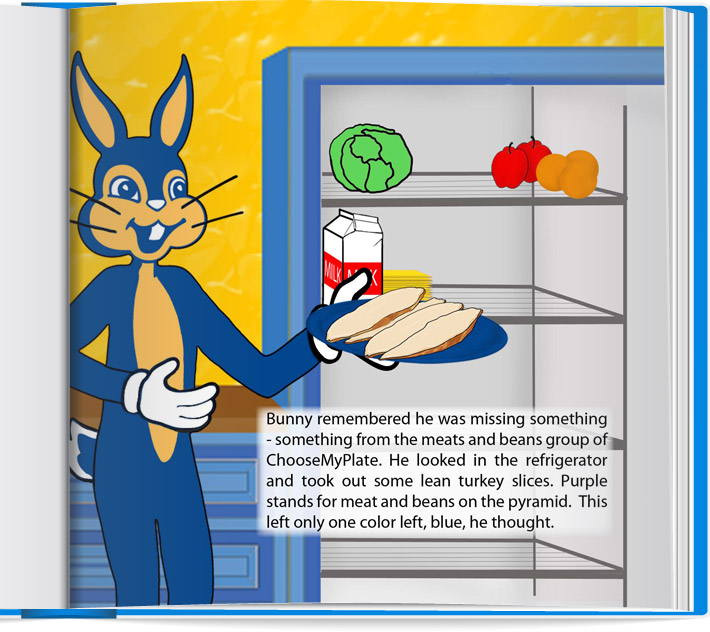 MILK MILK
Bunny remembered he was missing something
- something from the meats and beans group of
ChooseMyPlate. He looked in the refrigerator
and took out some lean turkey slices. Purple
stands for meat and beans on the pyramid. This
left only one color left, blue, he thought.